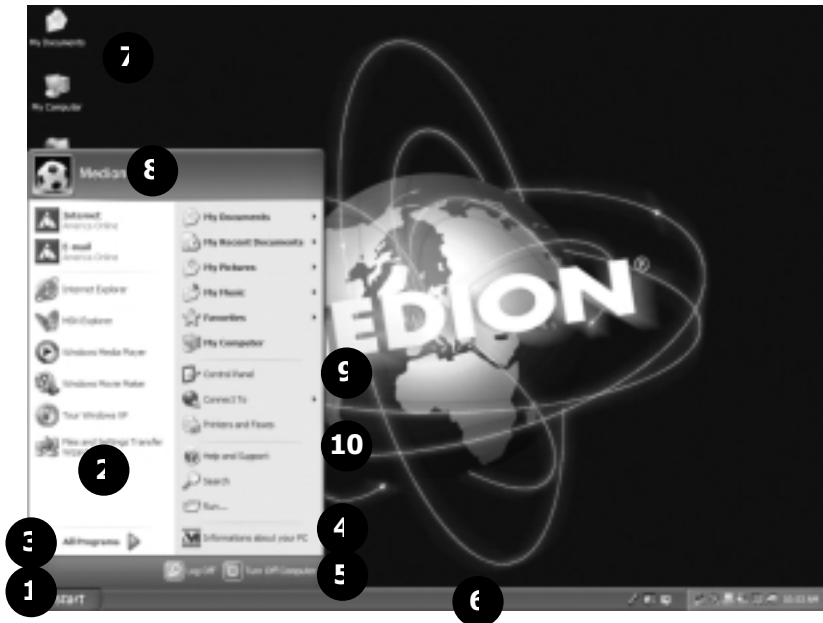 My Documents
7
My Computer
Medion
8
Internet
America Online
E-mail
America Online
Internet Explorer
MSN Explorer
Windows Media Player
Windows Movie Maker
Tour Windows XP
Files and Settings Transfer
2
All Programs
3
My Documents
My Recent Documents
My Pictures
My Music
Favorites
My Computer
Control Panel
9
Connect To
Printers and Faxes
10
Help and Support
Search
Run...
4
Informations about your PC
Log Off
Turn Off Computer
5
1
START
6
EDION®